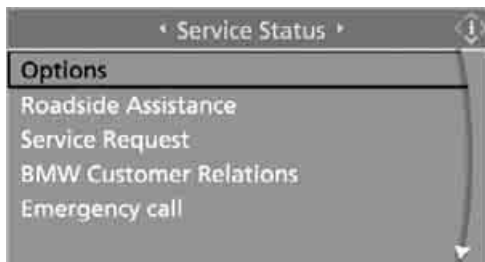 Service Status
Options
Roadside Assistance
Service Request
BMW Customer Relations
Emergency call